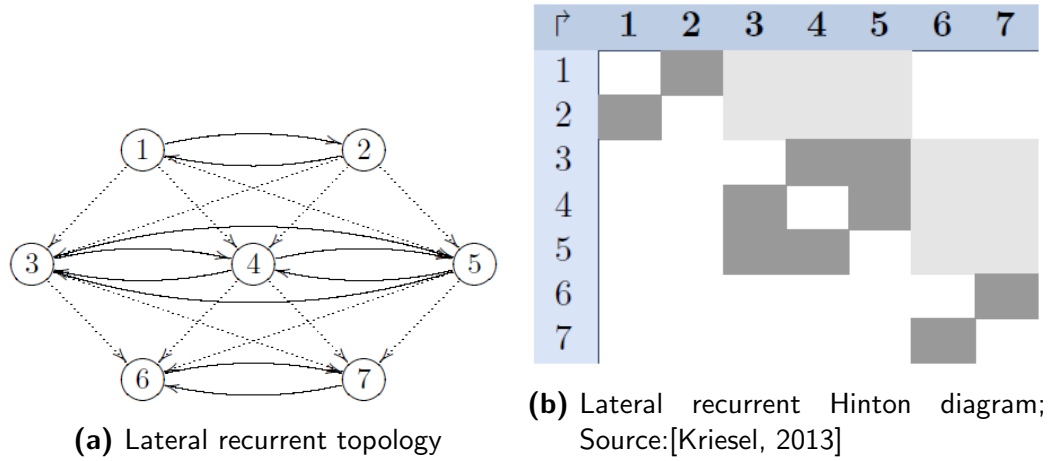 1 2
3 4 5
6 7
(a) Lateral recurrent topology
↱ 1 2 3 4 5 6 7
1
2
3
4
5
6
7
(b) Lateral recurrent Hinton diagram;
Source:[Kriesel, 2013]